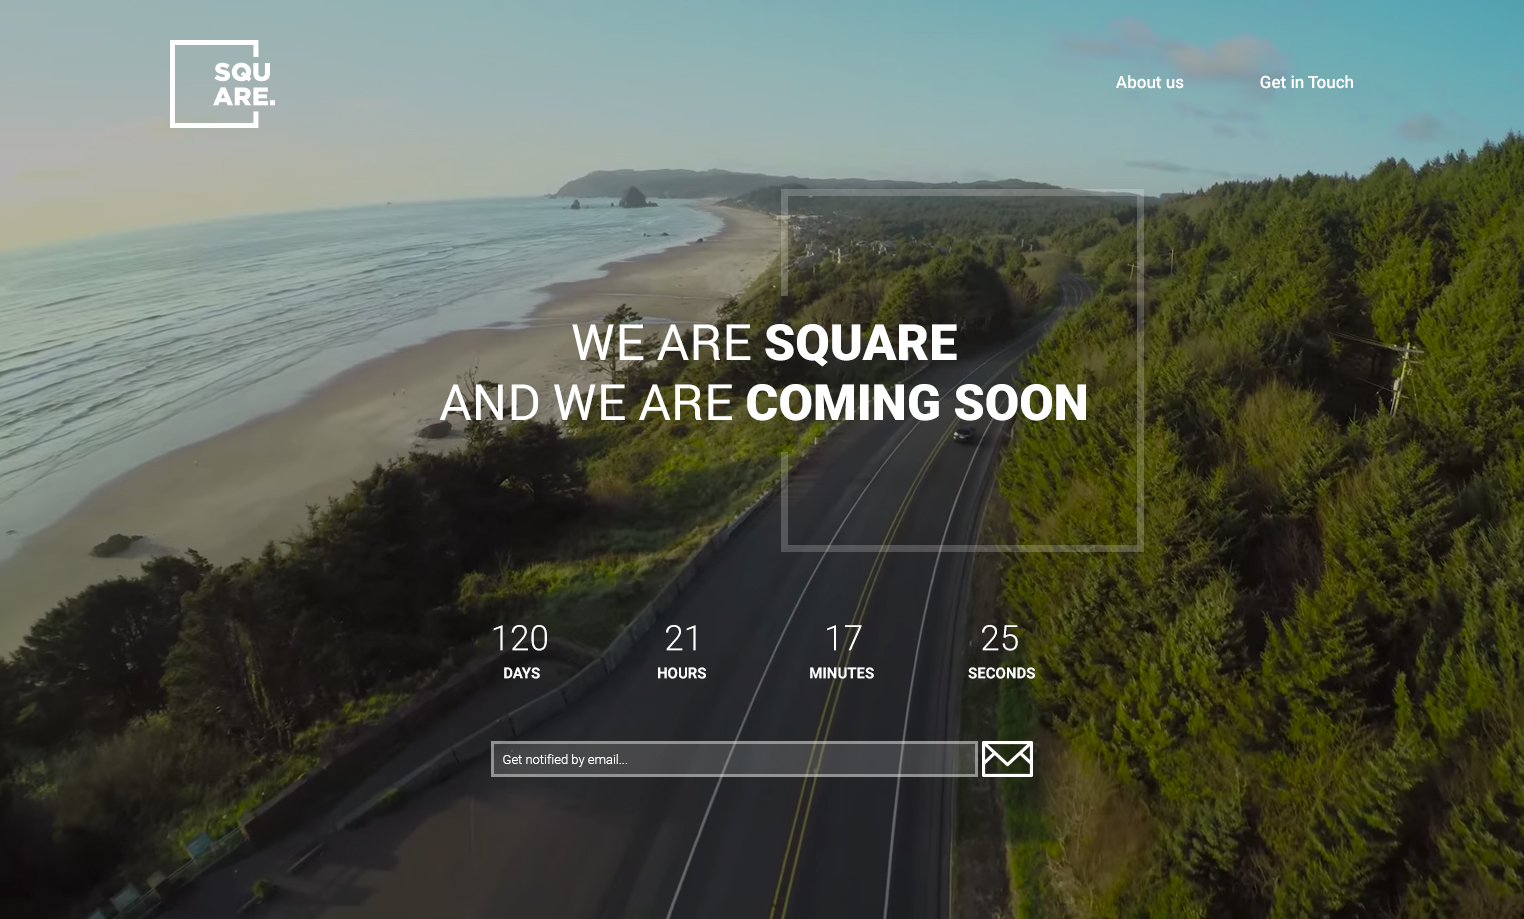 SQU
ARE.
About us
Get in Touch
WE ARE SQUARE
AND WE ARE COMING SOON
120
DAYS
21
HOURS
17
MINUTES
25
SECONDS
Get notified by email...